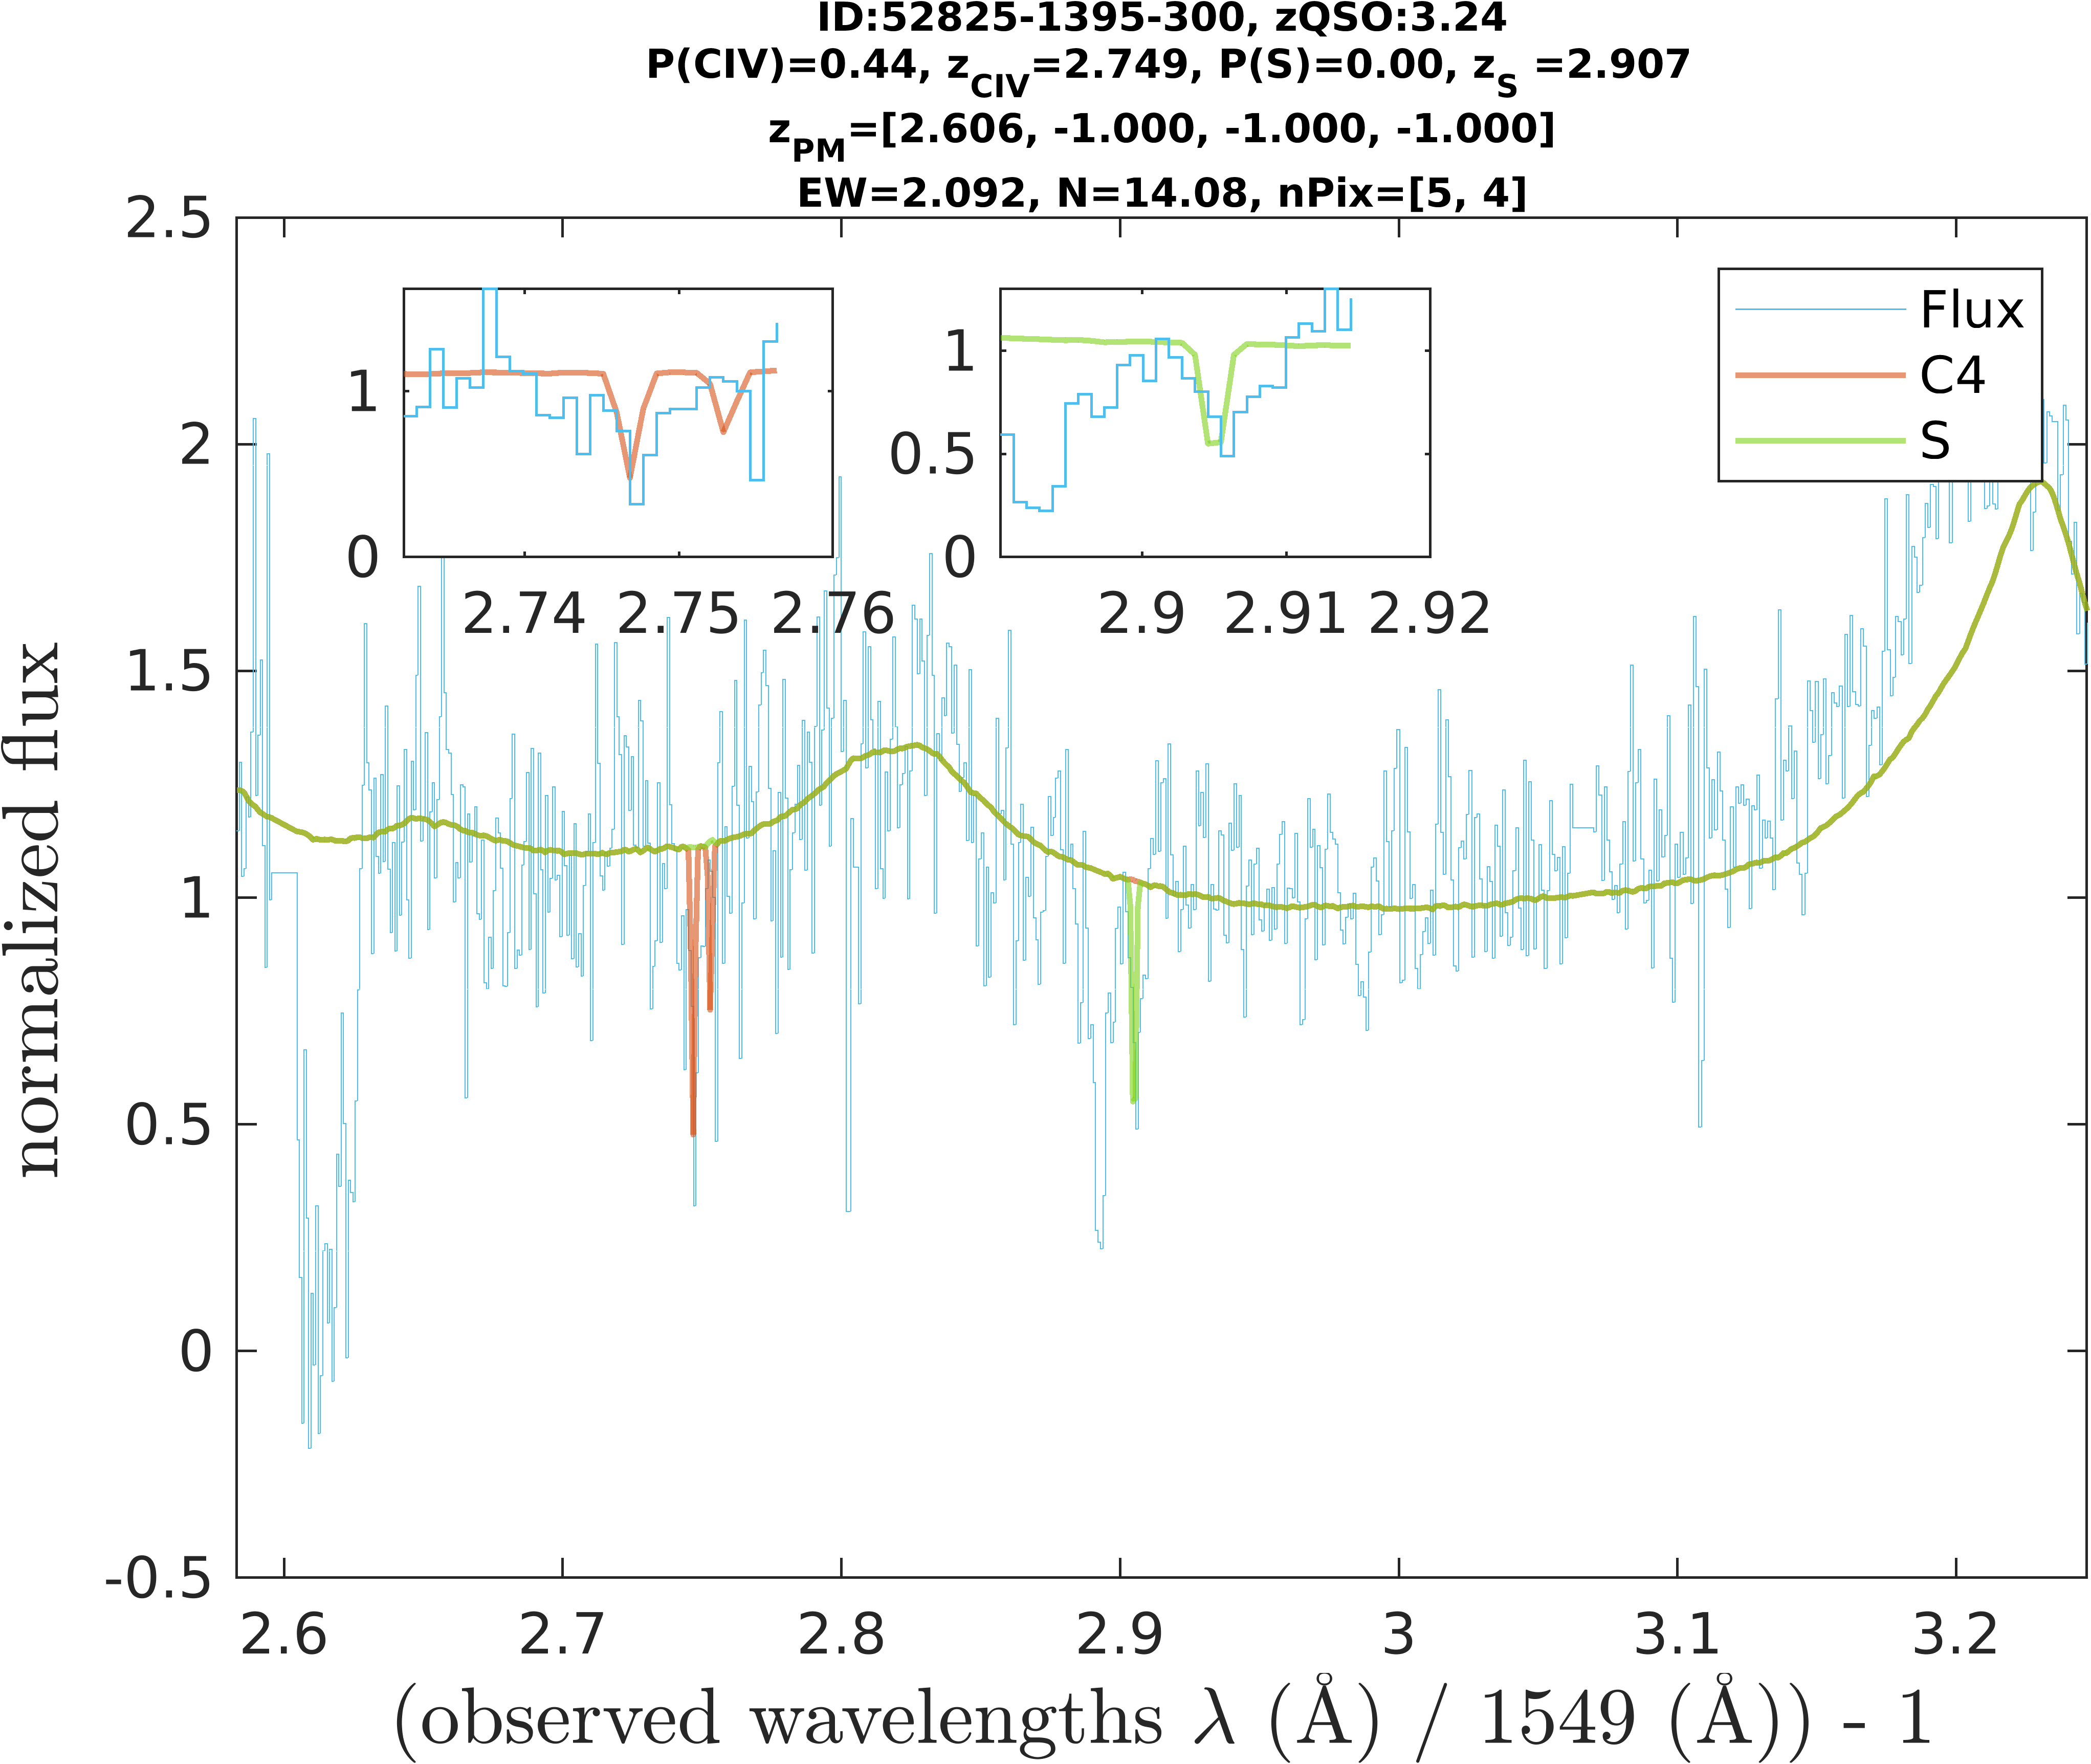 ID:52825-1395-300, zQSO:3.24
P(CIV)=0.44, zCIV=2.749, P(S)=0.00, zS =2.907
zPM=[2.606, -1.000, -1.000, -1.000]
EW=2.092, N=14.08, nPix=[5, 4]
2.5
2
1.5
1
0.5
0
-0.5
normalized flux
1
0
2.74 2.75 2.76
1
0.5
0
2.9 2.91 2.92
Flux
C4
S
2.6 2.7 2.8 2.9 3 3.1 3.2
(observed wavelengths λ (Å) / 1549 (Å)) - 1